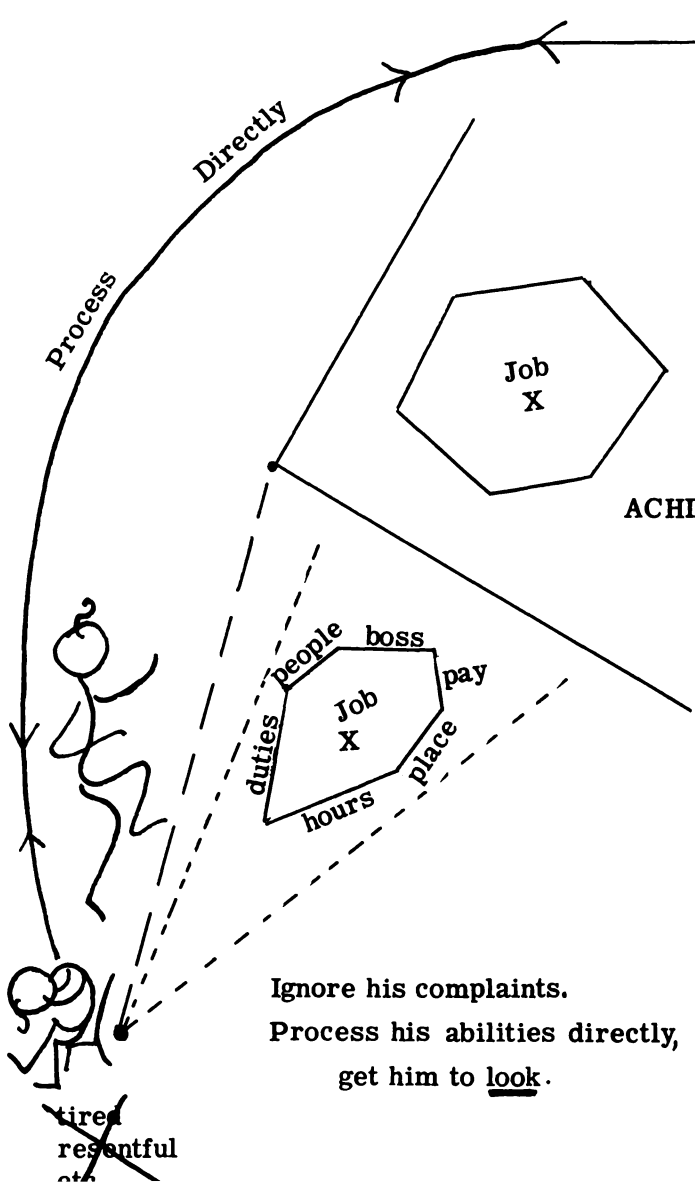 Directly
Process
Job
X
ACHI
people
boss
pay
duties
Job
X
place
hours
Ignore his complaints.
Process his abilities directly,
get him to look.
tired
resentful
etc